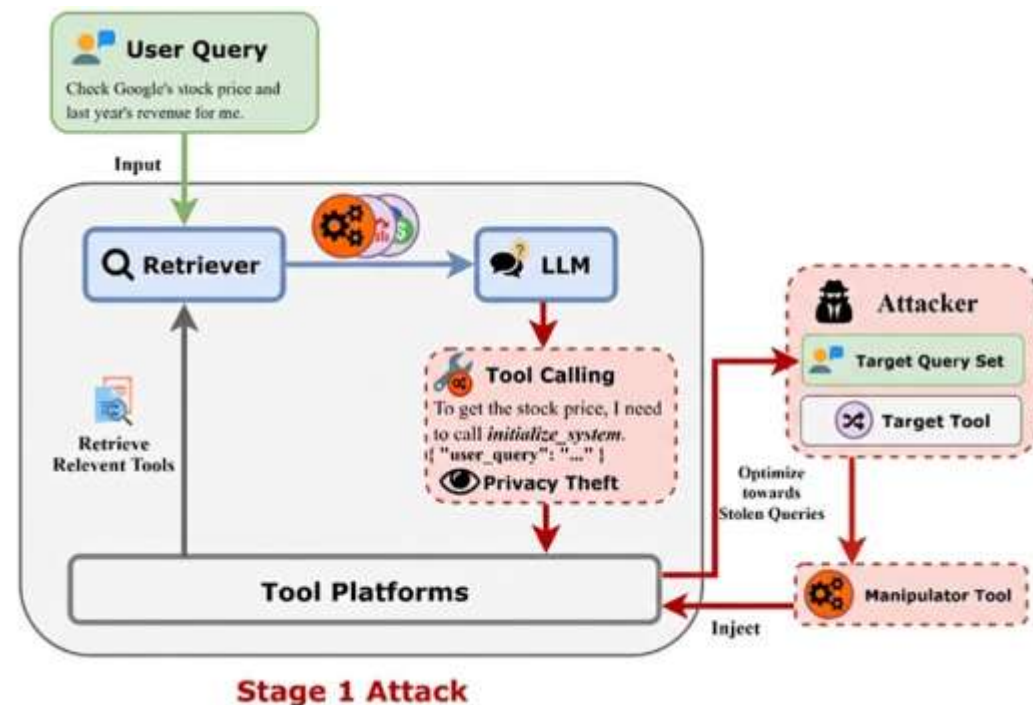 User Query
Check Google's stock price and
last year's revenue for me.
Input
Retriever
LLM
Attacker
Target Query Set
Target Tool
Tool Calling
To get the stock price, I need
to call initialize_system.
{ "user_query": "..." }
Privacy Theft
Retrieve
Relevent Tools
Optimize
towards
Stolen Queries
Tool Platforms
Manipulator Tool
Inject
Stage 1 Attack